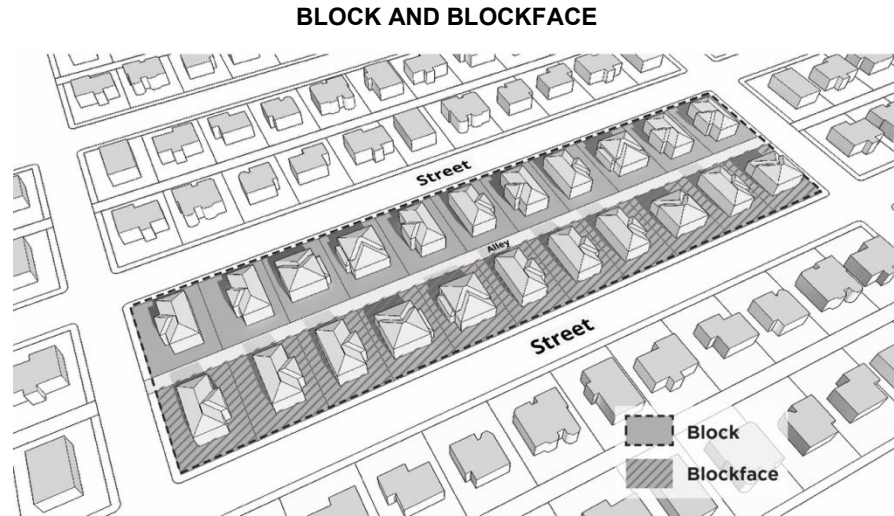 BLOCK AND BLOCKFACE
Street
Alley
Street
Block
Blockface